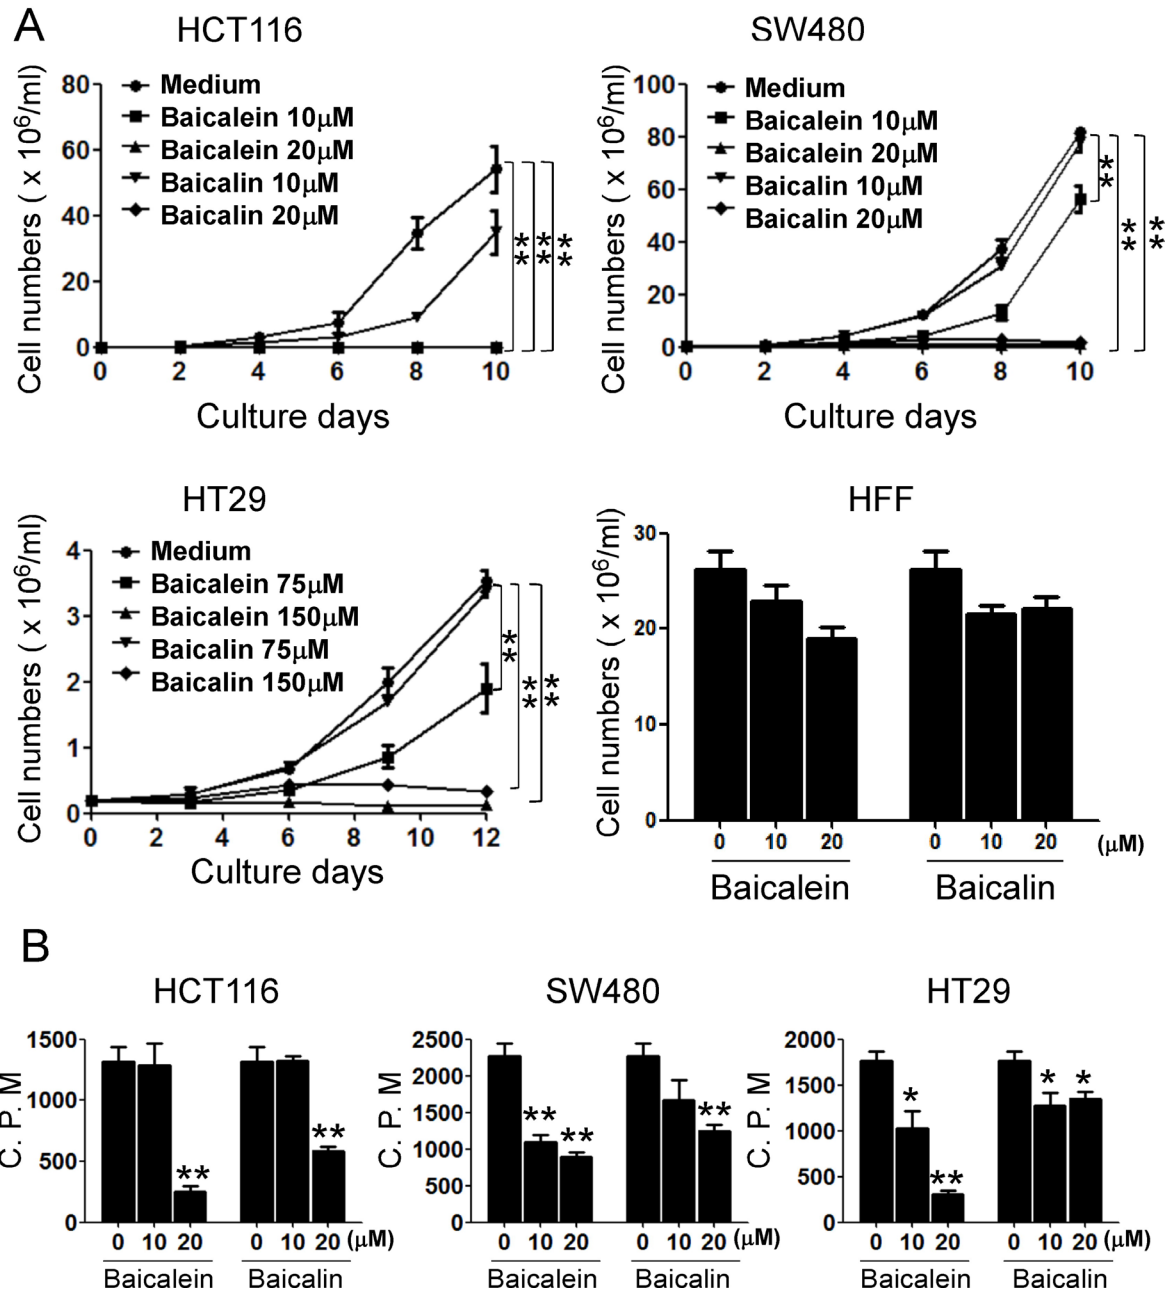 A
HCT116
SW480
Cell numbers ( x 10⁶/ml)
80
60
40
20
0
Medium
Baicalein 10μM
Baicalein 20μM
Baicalin 10μM
Baicalin 20μM
** ** **
0 2 4 6 8 10
Culture days
Cell numbers ( x 10⁶/ml)
100
80
60
40
20
0
Medium
Baicalein 10μM
Baicalein 20μM
Baicalin 10μM
Baicalin 20μM
** ** **
0 2 4 6 8 10
Culture days
HT29
HFF
Cell numbers ( x 10⁶/ml)
4
3
2
1
0
Medium
Baicalein 75μM
Baicalein 150μM
Baicalin 75μM
Baicalin 150μM
** ** **
0 2 4 6 8 10 12
Culture days
Cell numbers ( x 10⁶/ml)
30
20
10
0
0 10 20 0 10 20 (μM)
Baicalein Baicalin
B
HCT116
SW480
HT29
C. P. M
1500
1000
500
0
** **
0 10 20 0 10 20 (μM)
Baicalein Baicalin
C. P. M
2500
2000
1500
1000
500
0
** ** **
0 10 20 0 10 20 (μM)
Baicalein Baicalin
C. P. M
2000
1500
1000
500
0
* ** * *
0 10 20 0 10 20 (μM)
Baicalein Baicalin